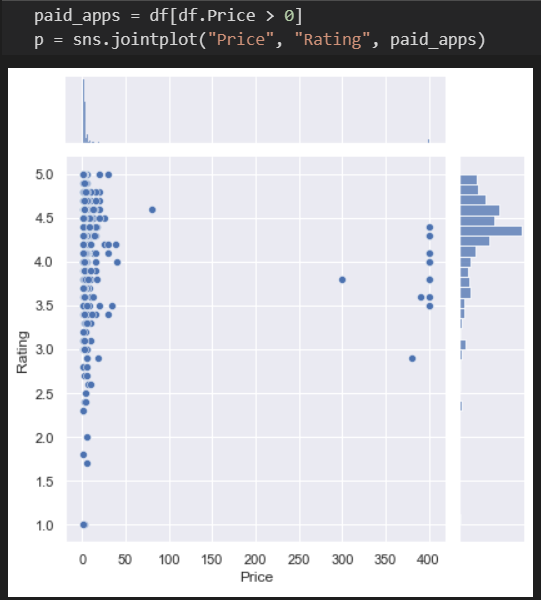 paid_apps = df[df.Price > 0]
p = sns.jointplot("Price", "Rating", paid_apps)
5.0
4.5
4.0
3.5
3.0
2.5
2.0
1.5
1.0
Rating
0 50 100 150 200 250 300 350 400
Price